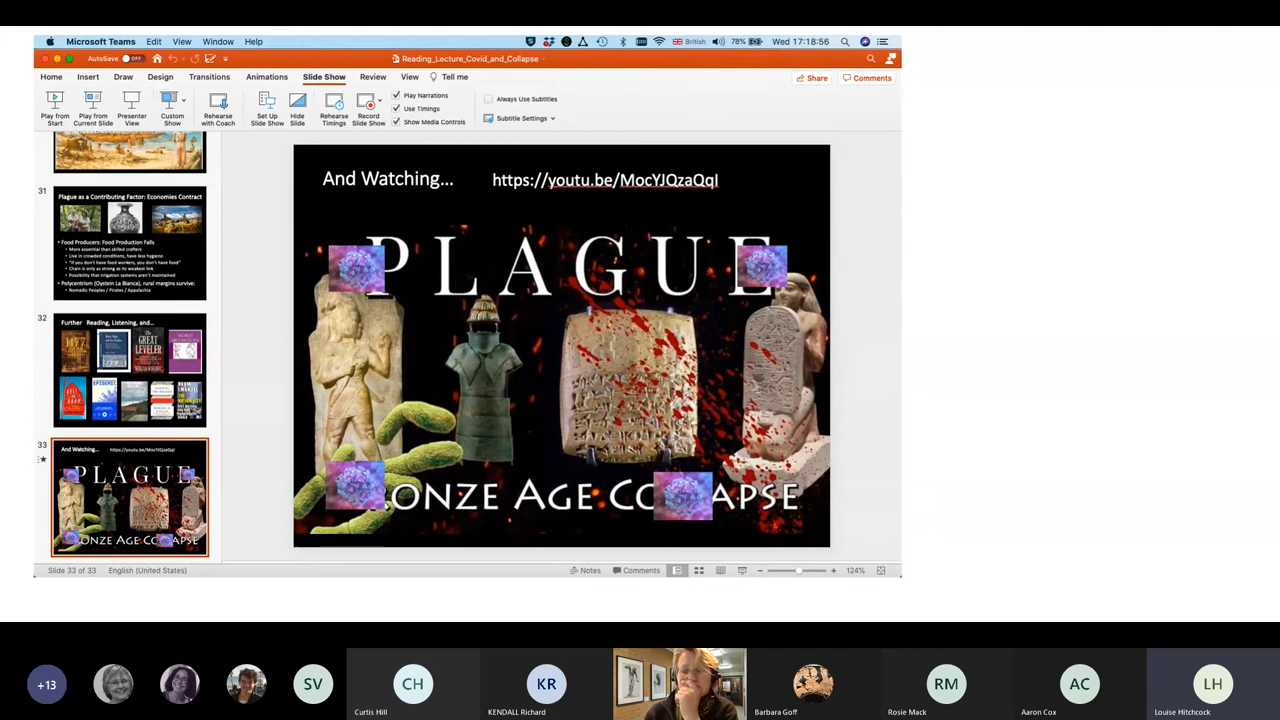 Microsoft Teams Edit View Window Help
British 78% Wed 17:18:56
AutoSave OFF Reading_Lecture_Covid_and_Collapse
Home Insert Draw Design Transitions Animations Slide Show Review View Tell me Share Comments
Play from Start
Play from Current Slide
Presenter View
Custom Show
Rehearse with Coach
Set Up Slide Show
Hide Slide
Rehearse Timings
Record Slide Show
Play Narrations
Use Timings
Show Media Controls
Always Use Subtitles
Subtitle Settings
31
Plague as a Contributing Factor: Economies Contract
• Food Producers: Food Production Falls
• More essential than skilled crafters
• Live in crowded conditions, have less hygiene
• "If you don't have food workers, you don't have food"
• Chain is only as strong as its weakest link
• Possibility that irrigation systems aren't maintained
• Polycentrism (Oystein La Bianca), rural margins survive:
• Nomadic Peoples / Pirates / Appalachia
32
Further Reading, Listening, and...
1177
THE GREAT LEVELER
EPIDEMIC
33
And Watching... https://youtu.be/MocYJQzaQqI
PLAGUE
ONZE AGE CO APSE
And Watching... https://youtu.be/MocYJQzaQqI
PLAGUE
ONZE AGE CO APSE
Slide 33 of 33 English (United States) Notes Comments 124%
+13
SV
CH
KR
RM
AC
LH
Curtis Hill
KENDALL Richard
Barbara Goff
Rosie Mack
Aaron Cox
Louise Hitchcock